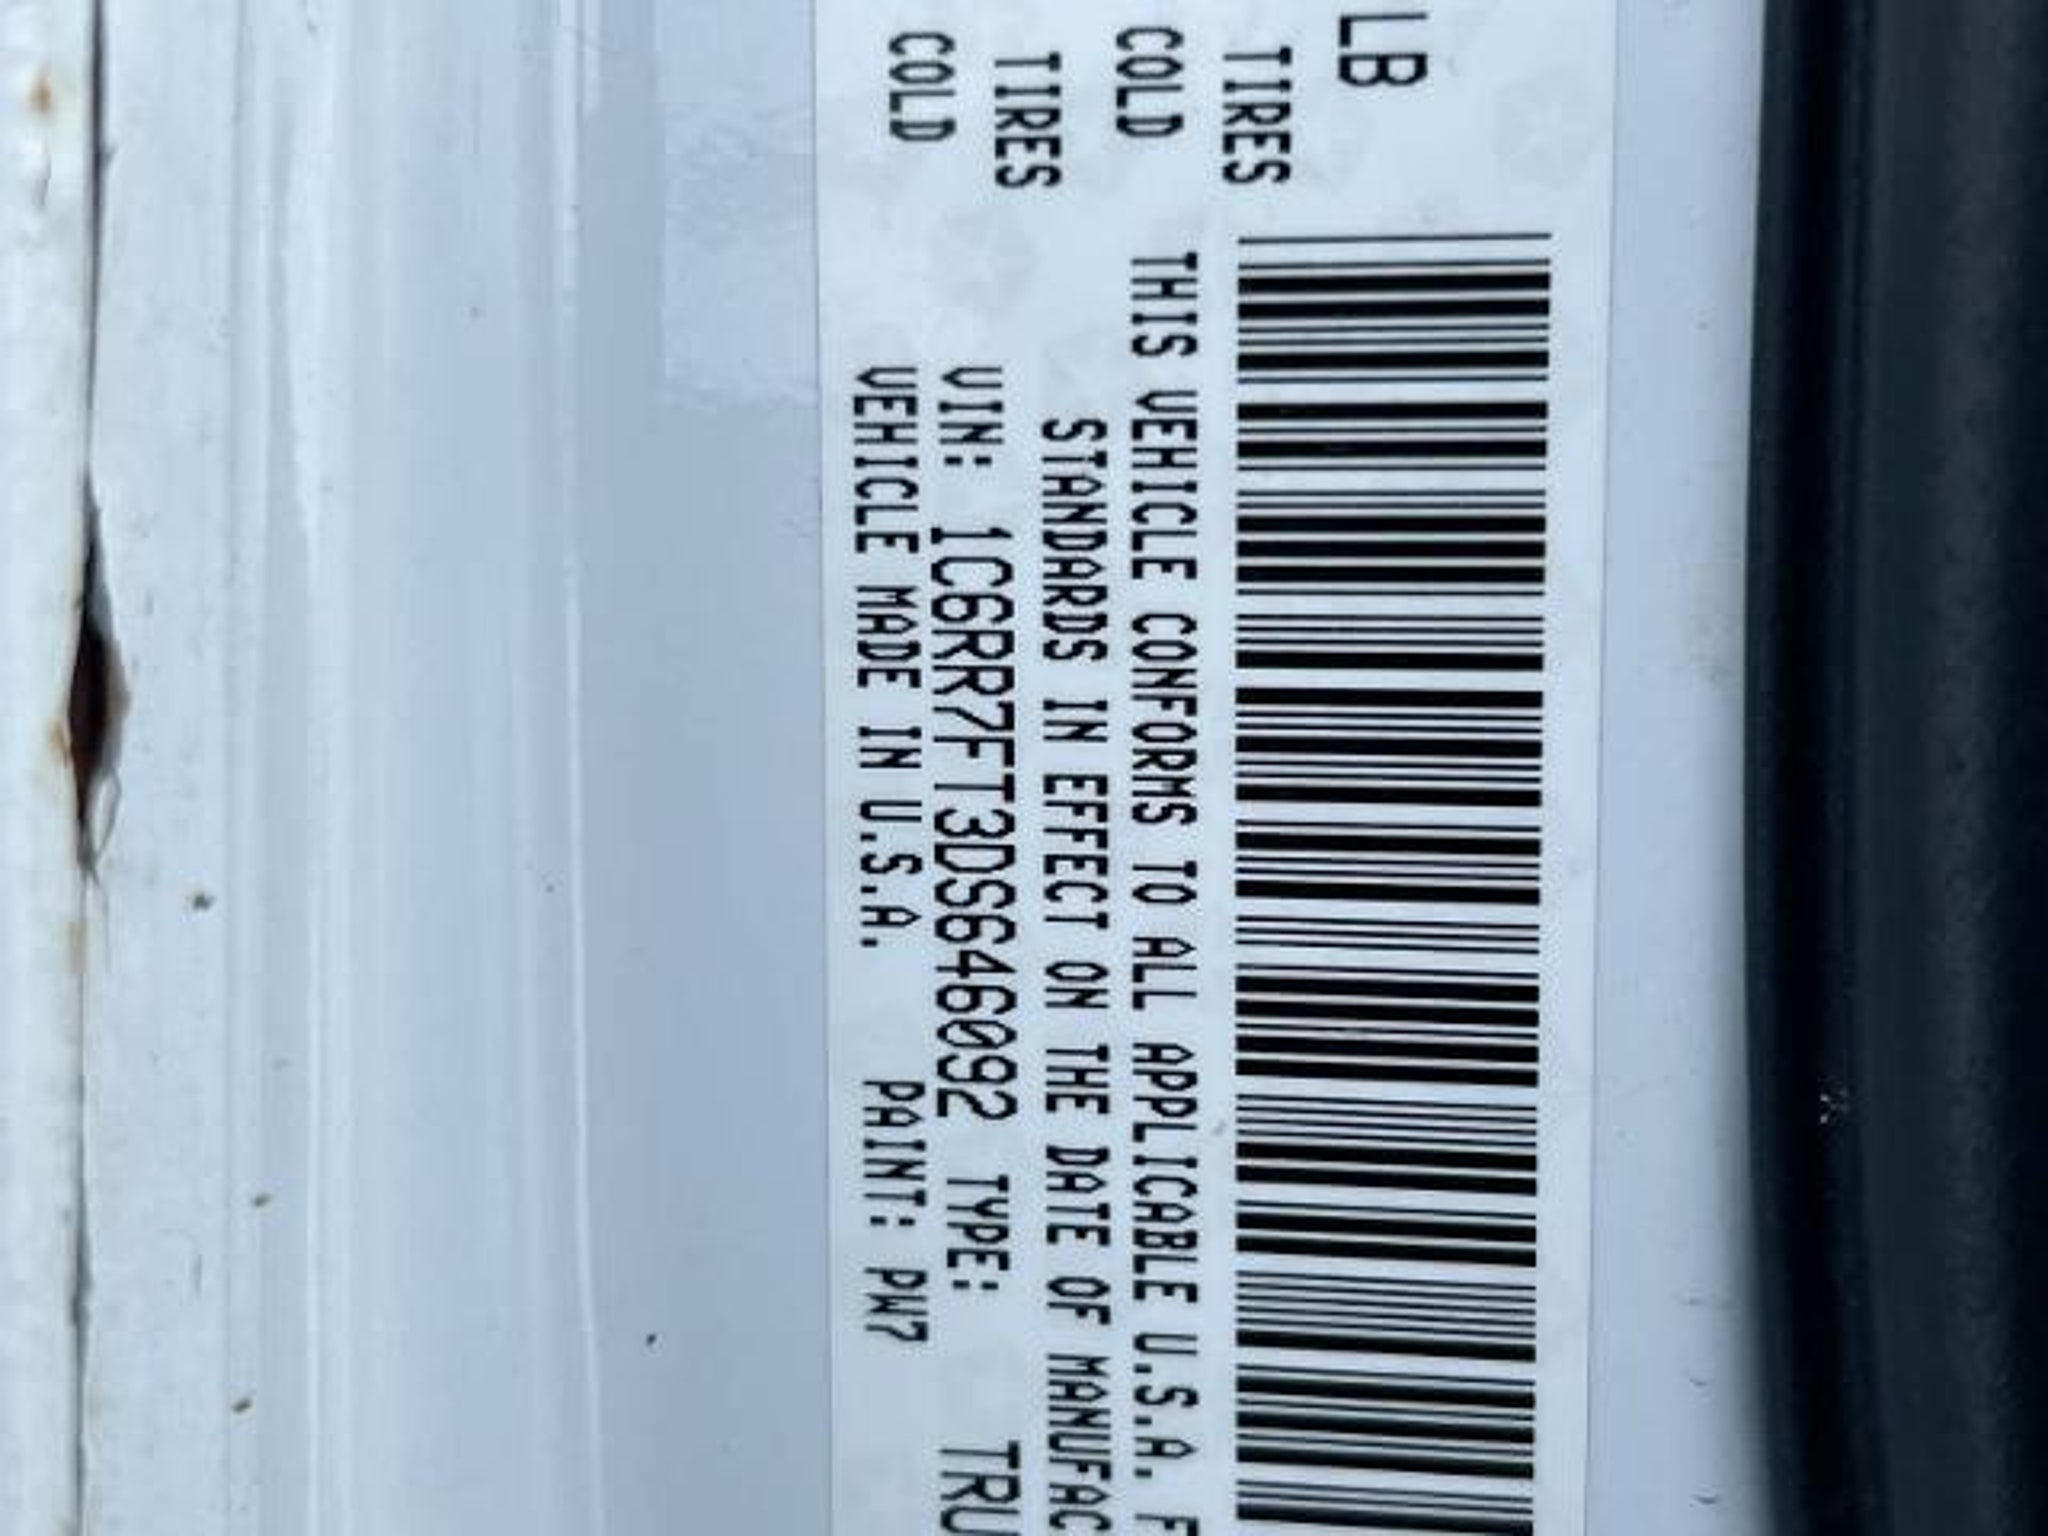 LB
TIRES
COLD
TIRES
COLD
THIS VEHICLE CONFORMS TO ALL APPLICABLE U.S.A. F
STANDARDS IN EFFECT ON THE DATE OF MANUFAC
VIN: 1C6RR7FT3DS646092 TYPE: TRU
VEHICLE MADE IN U.S.A. PAINT: PW7